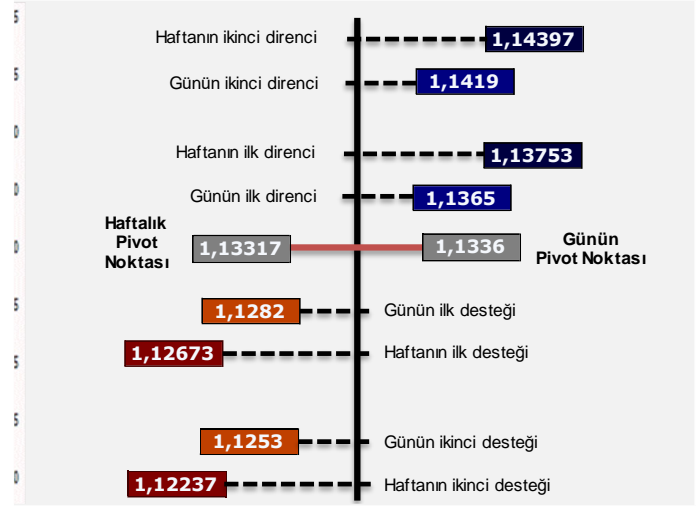 Haftanın ikinci direnci
1,14397
Günün ikinci direnci
1,1419
Haftanın ilk direnci
1,13753
Günün ilk direnci
1,1365
Haftalık
Pivot
Noktası
1,13317
1,1336
Günün
Pivot Noktası
1,1282
Günün ilk desteği
1,12673
Haftanın ilk desteği
1,1253
Günün ikinci desteği
1,12237
Haftanın ikinci desteği